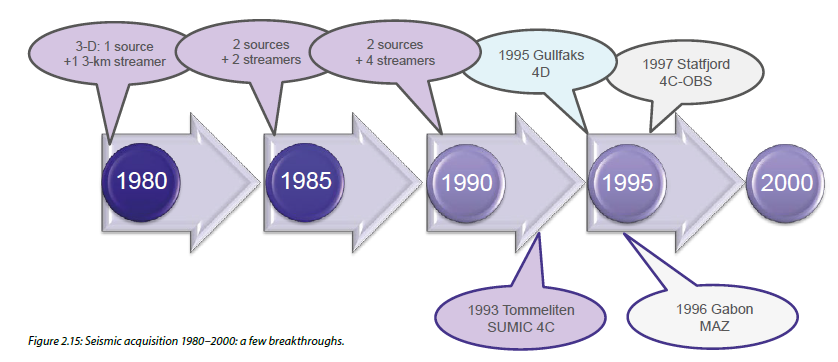 3-D: 1 source
+1 3-km streamer
2 sources
+ 2 streamers
2 sources
+ 4 streamers
1995 Gullfaks
4D
1997 Statfjord
4C-OBS
1980
1985
1990
1995
2000
1993 Tommeliten
SUMIC 4C
1996 Gabon
MAZ
Figure 2.15: Seismic acquisition 1980–2000: a few breakthroughs.